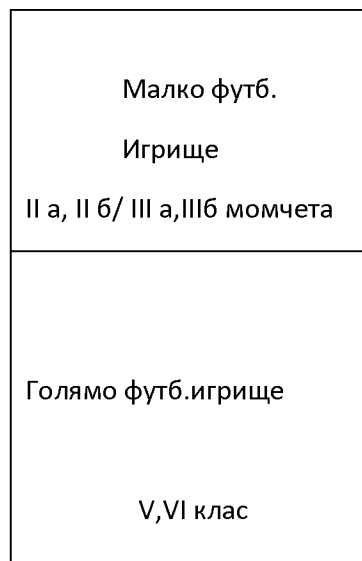 Малко футб.
Игрище
II а, II б/ III а,IIIб момчета
Голямо футб.игрище
V,VI клас